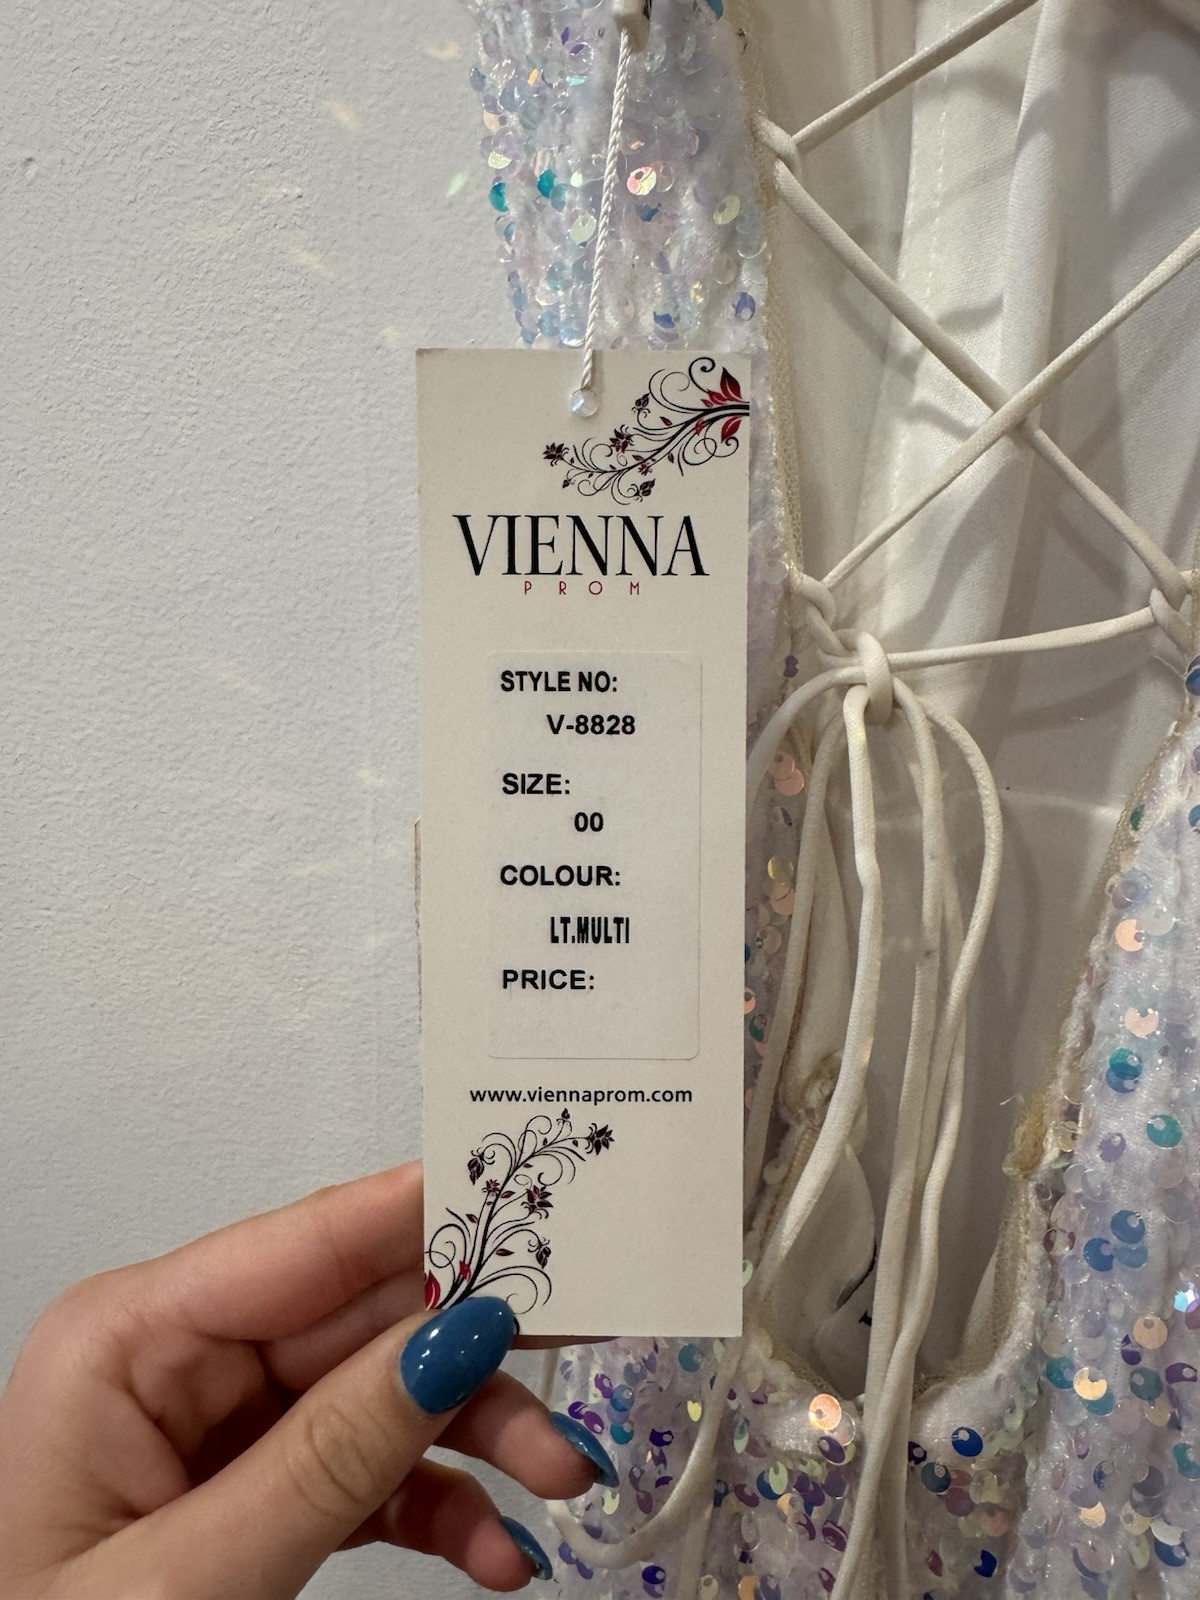 VIENNA
PROM
STYLE NO:
V-8828
SIZE:
00
COLOUR:
LT.MULTI
PRICE:
www.viennaprom.com